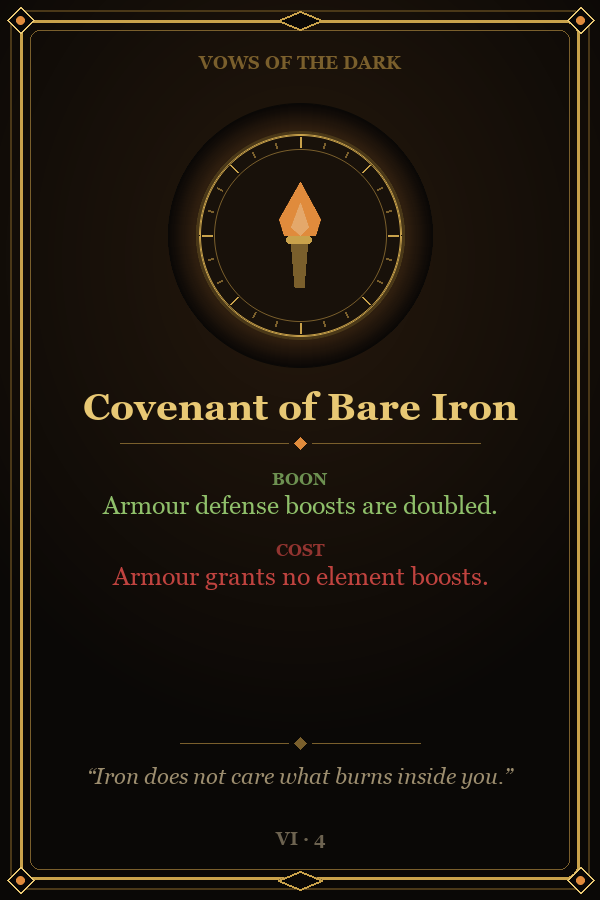 VOWS OF THE DARK
Covenant of Bare Iron
BOON
Armour defense boosts are doubled.
COST
Armour grants no element boosts.
“Iron does not care what burns inside you.”
VI · 4